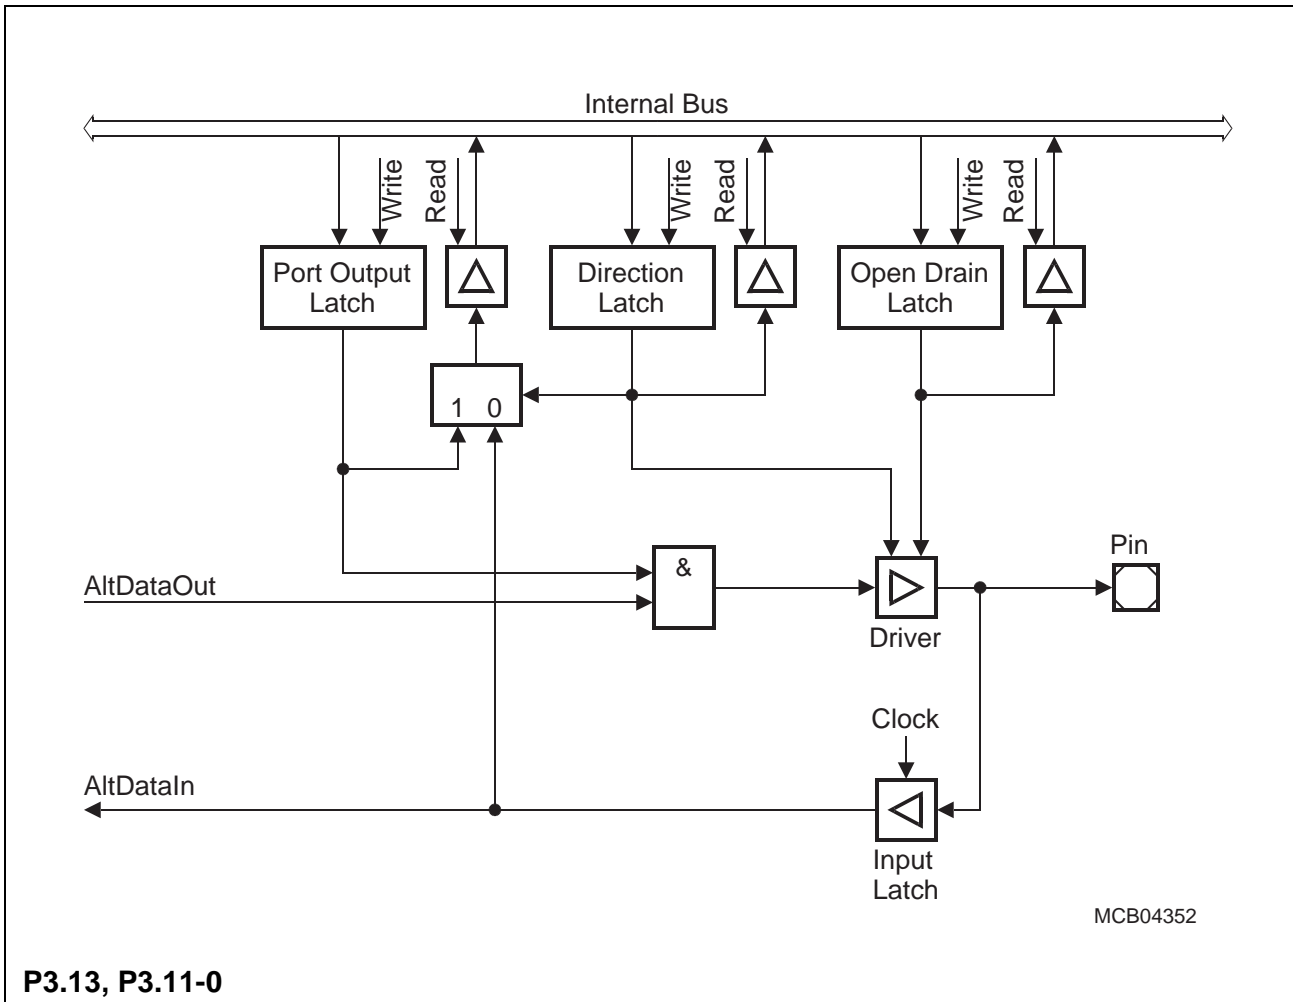 Internal Bus
Write
Read
Write
Read
Write
Read
Port Output
Latch
Direction
Latch
Open Drain
Latch
1 0
&
Pin
AltDataOut
Driver
Clock
AltDataIn
Input
Latch
MCB04352
P3.13, P3.11-0